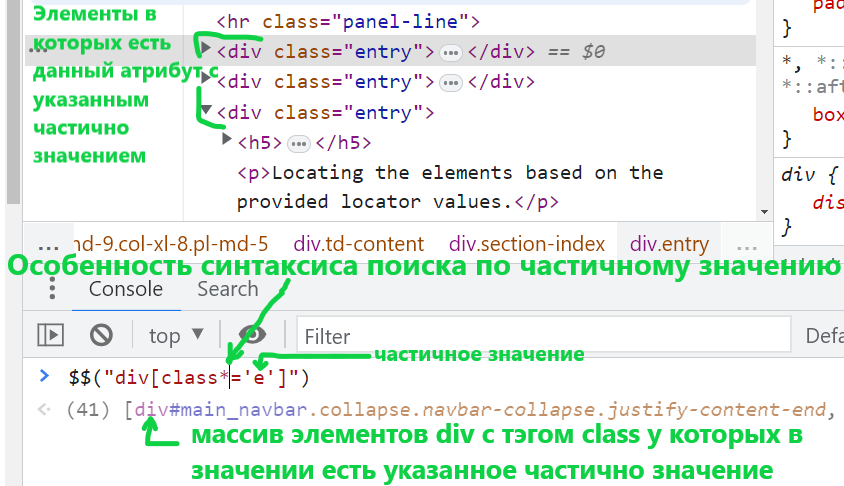 Элементы в
которых есть
данный атрибут с
указанным
частично
значением
<hr class="panel-line">
<div class="entry"> ••• </div> == $0
<div class="entry"> ••• </div>
<div class="entry">
<h5> ••• </h5>
<p>Locating the elements based on the
provided locator values.</p>
pad
}
*, *::
*::aft
box
}
div {
dis
}
... nd-9.col-xl-8.pl-md-5 div.td-content div.section-index div.entry ...
Особенность синтаксиса поиска по частичному значению
Console Search
top ▼ Filter Defa
частичное значение
> $$("div[class*='e']")
(41) [div#main_navbar.collapse.navbar-collapse.justify-content-end,
массив элементов div с тэгом class у которых в
значении есть указанное частично значение